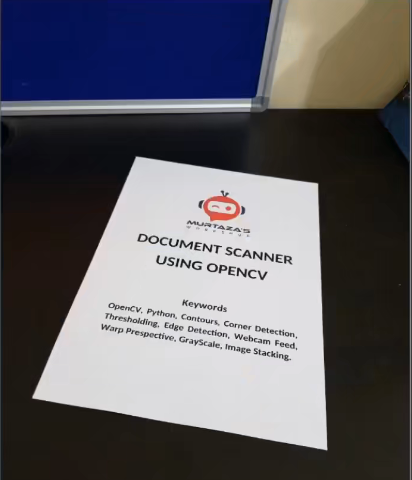 MURTAZA'S
WORKSHOP
DOCUMENT SCANNER
USING OPENCV
Keywords
OpenCV, Python, Contours, Corner Detection,
Thresholding, Edge Detection, Webcam Feed,
Warp Prespective, GrayScale, Image Stacking.